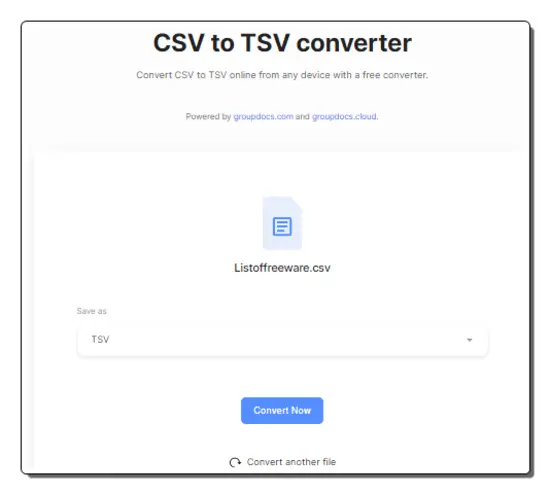 CSV to TSV converter
Convert CSV to TSV online from any device with a free converter.
Powered by groupdocs.com and groupdocs.cloud.
Listoffreeware.csv
Save as
TSV
Convert Now
Convert another file